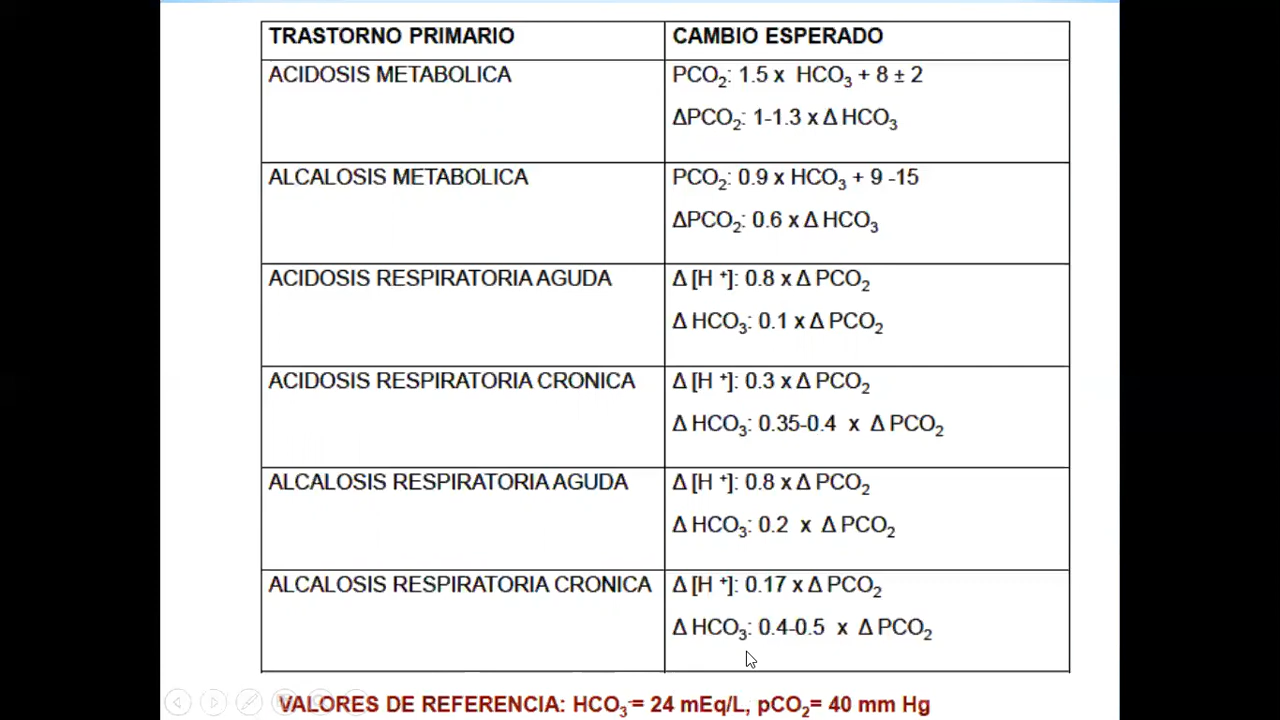 TRASTORNO PRIMARIO CAMBIO ESPERADO
ACIDOSIS METABOLICA PCO₂: 1.5 x HCO₃ + 8 ± 2
ΔPCO₂: 1-1.3 x Δ HCO₃
ALCALOSIS METABOLICA PCO₂: 0.9 x HCO₃ + 9 -15
ΔPCO₂: 0.6 x Δ HCO₃
ACIDOSIS RESPIRATORIA AGUDA Δ [H ⁺]: 0.8 x Δ PCO₂
Δ HCO₃: 0.1 x Δ PCO₂
ACIDOSIS RESPIRATORIA CRONICA Δ [H ⁺]: 0.3 x Δ PCO₂
Δ HCO₃: 0.35-0.4 x Δ PCO₂
ALCALOSIS RESPIRATORIA AGUDA Δ [H ⁺]: 0.8 x Δ PCO₂
Δ HCO₃: 0.2 x Δ PCO₂
ALCALOSIS RESPIRATORIA CRONICA Δ [H ⁺]: 0.17 x Δ PCO₂
Δ HCO₃: 0.4-0.5 x Δ PCO₂
VALORES DE REFERENCIA: HCO₃⁻= 24 mEq/L, pCO₂= 40 mm Hg